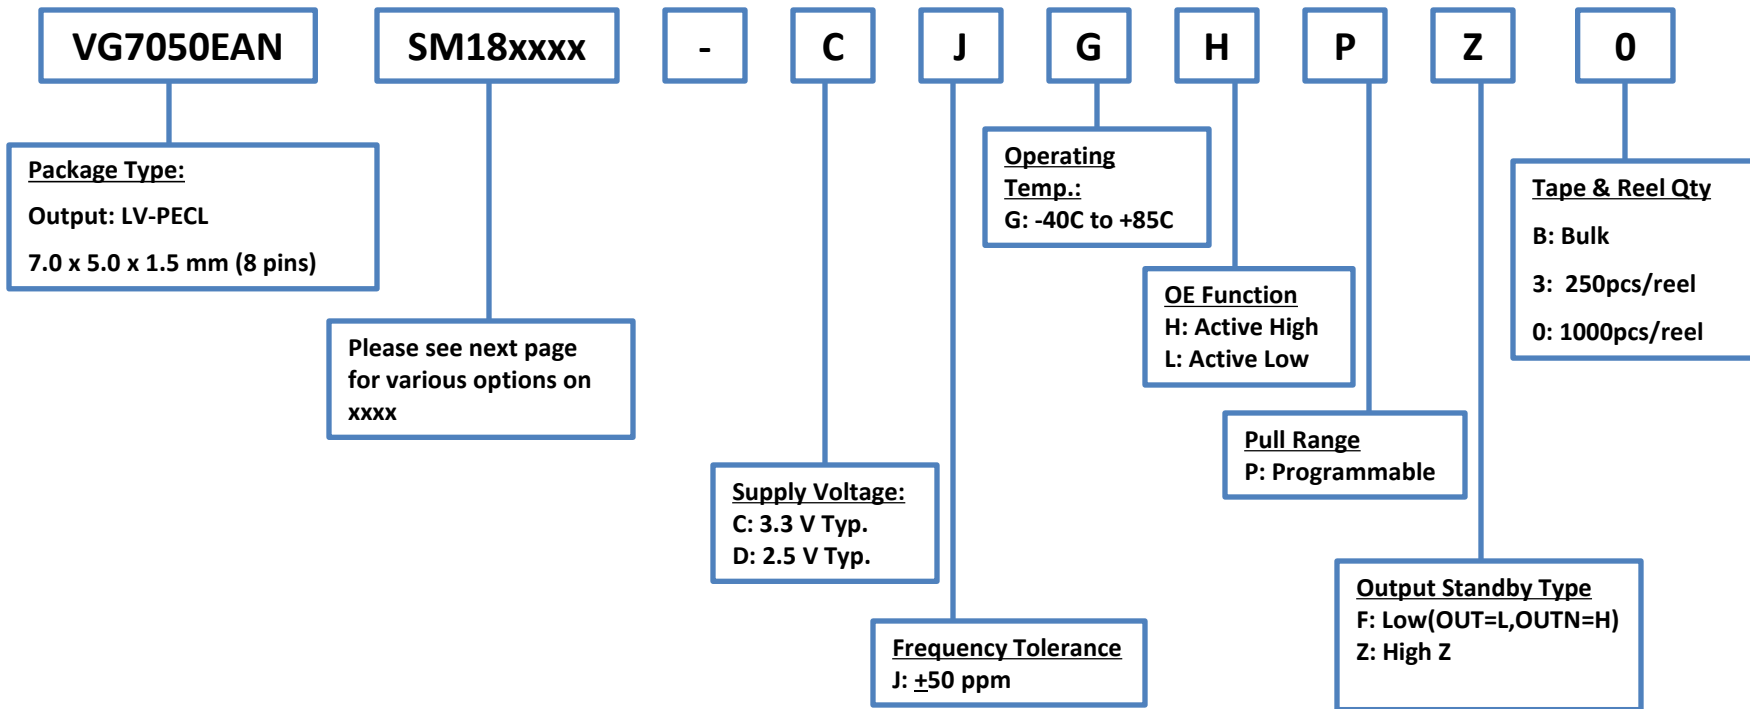 VG7050EAN SM18xxxx - C J G H P Z 0
Package Type:
Output: LV-PECL
7.0 x 5.0 x 1.5 mm (8 pins)
Please see next page
for various options on
xxxx
Supply Voltage:
C: 3.3 V Typ.
D: 2.5 V Typ.
Frequency Tolerance
J: ±50 ppm
Operating
Temp.:
G: -40C to +85C
OE Function
H: Active High
L: Active Low
Pull Range
P: Programmable
Output Standby Type
F: Low(OUT=L,OUTN=H)
Z: High Z
Tape & Reel Qty
B: Bulk
3: 250pcs/reel
0: 1000pcs/reel